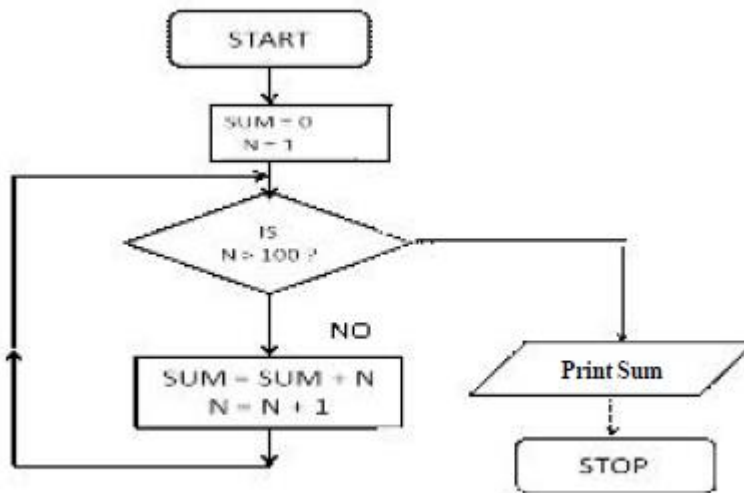 START
SUM = 0
N = 1
IS
N > 100 ?
NO
SUM = SUM + N
N = N + 1
Print Sum
STOP